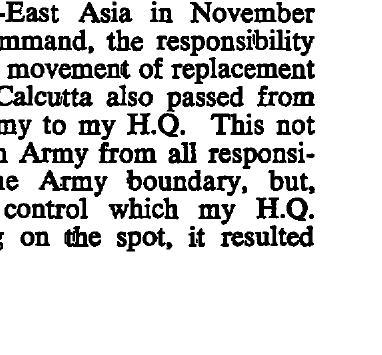 -East Asia in November
mmand, the responsibility
movement of replacement
Calcutta also passed from
my to my H.Q. This not
Army from all responsi-
Army boundary, but,
control which my H.Q.
on the spot, it resulted